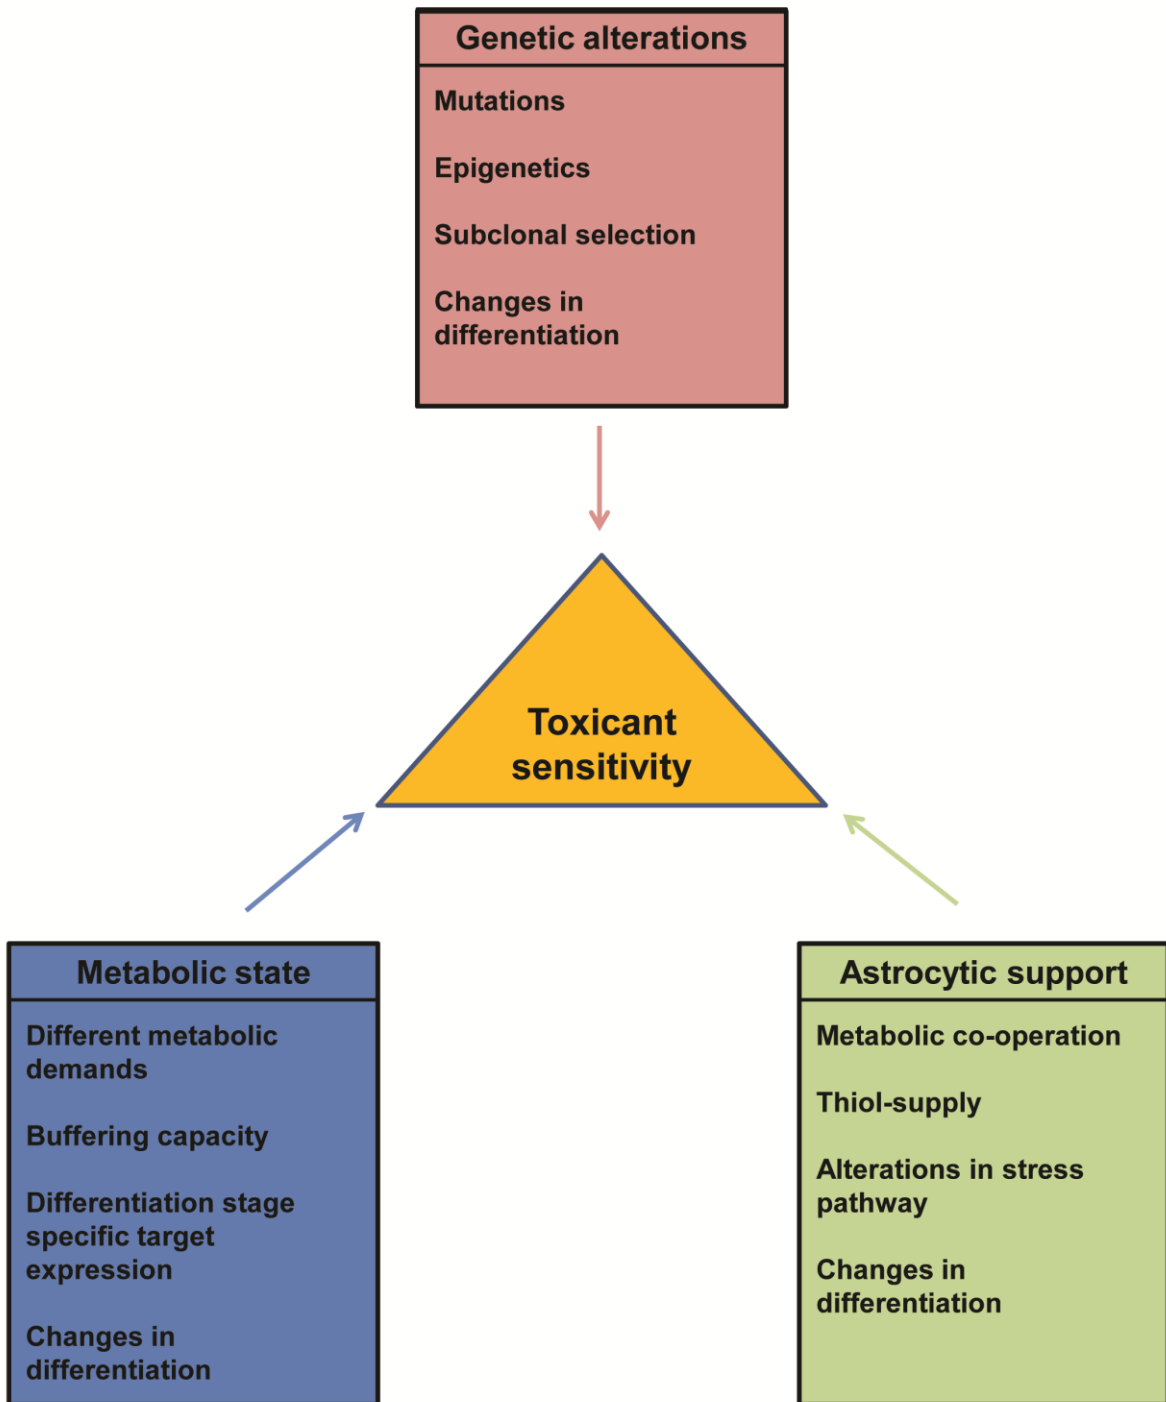 Genetic alterations
Mutations
Epigenetics
Subclonal selection
Changes in
differentiation
Toxicant
sensitivity
Metabolic state
Different metabolic
demands
Buffering capacity
Differentiation stage
specific target
expression
Changes in
differentiation
Astrocytic support
Metabolic co-operation
Thiol-supply
Alterations in stress
pathway
Changes in
differentiation